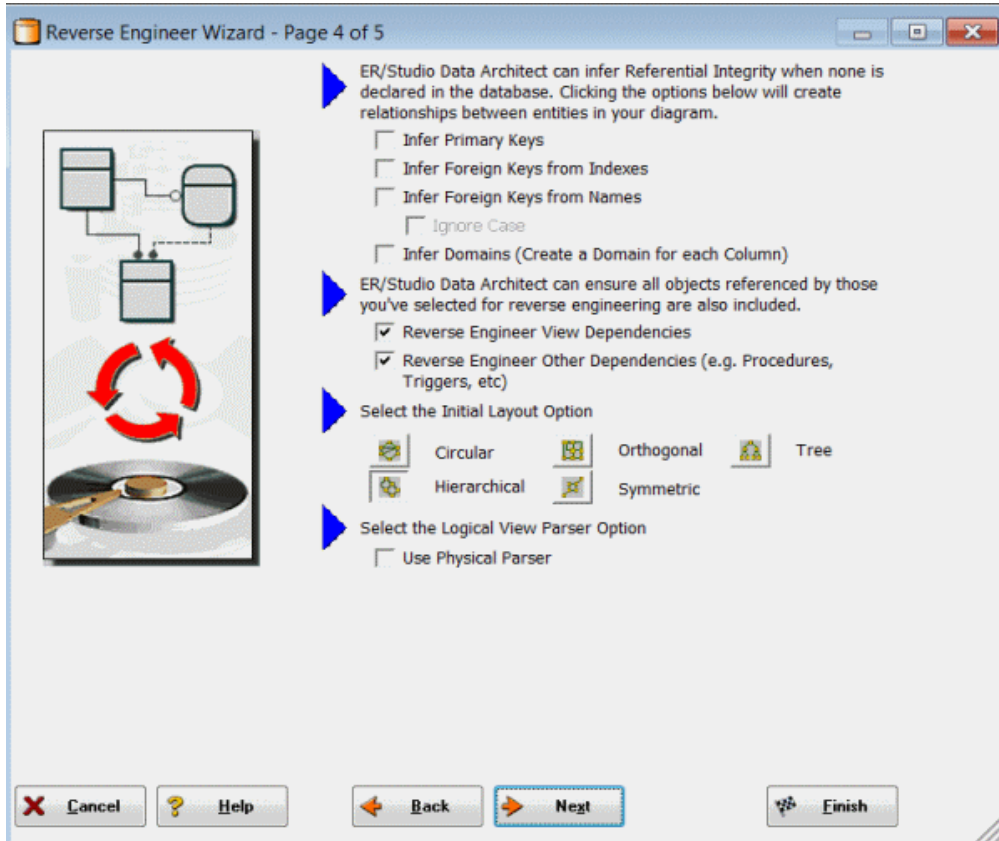 Reverse Engineer Wizard - Page 4 of 5
ER/Studio Data Architect can infer Referential Integrity when none is
declared in the database. Clicking the options below will create
relationships between entities in your diagram.
Infer Primary Keys
Infer Foreign Keys from Indexes
Infer Foreign Keys from Names
Ignore Case
Infer Domains (Create a Domain for each Column)
ER/Studio Data Architect can ensure all objects referenced by those
you've selected for reverse engineering are also included.
Reverse Engineer View Dependencies
Reverse Engineer Other Dependencies (e.g. Procedures,
Triggers, etc)
Select the Initial Layout Option
Circular Orthogonal Tree
Hierarchical Symmetric
Select the Logical View Parser Option
Use Physical Parser
Cancel Help Back Next Finish